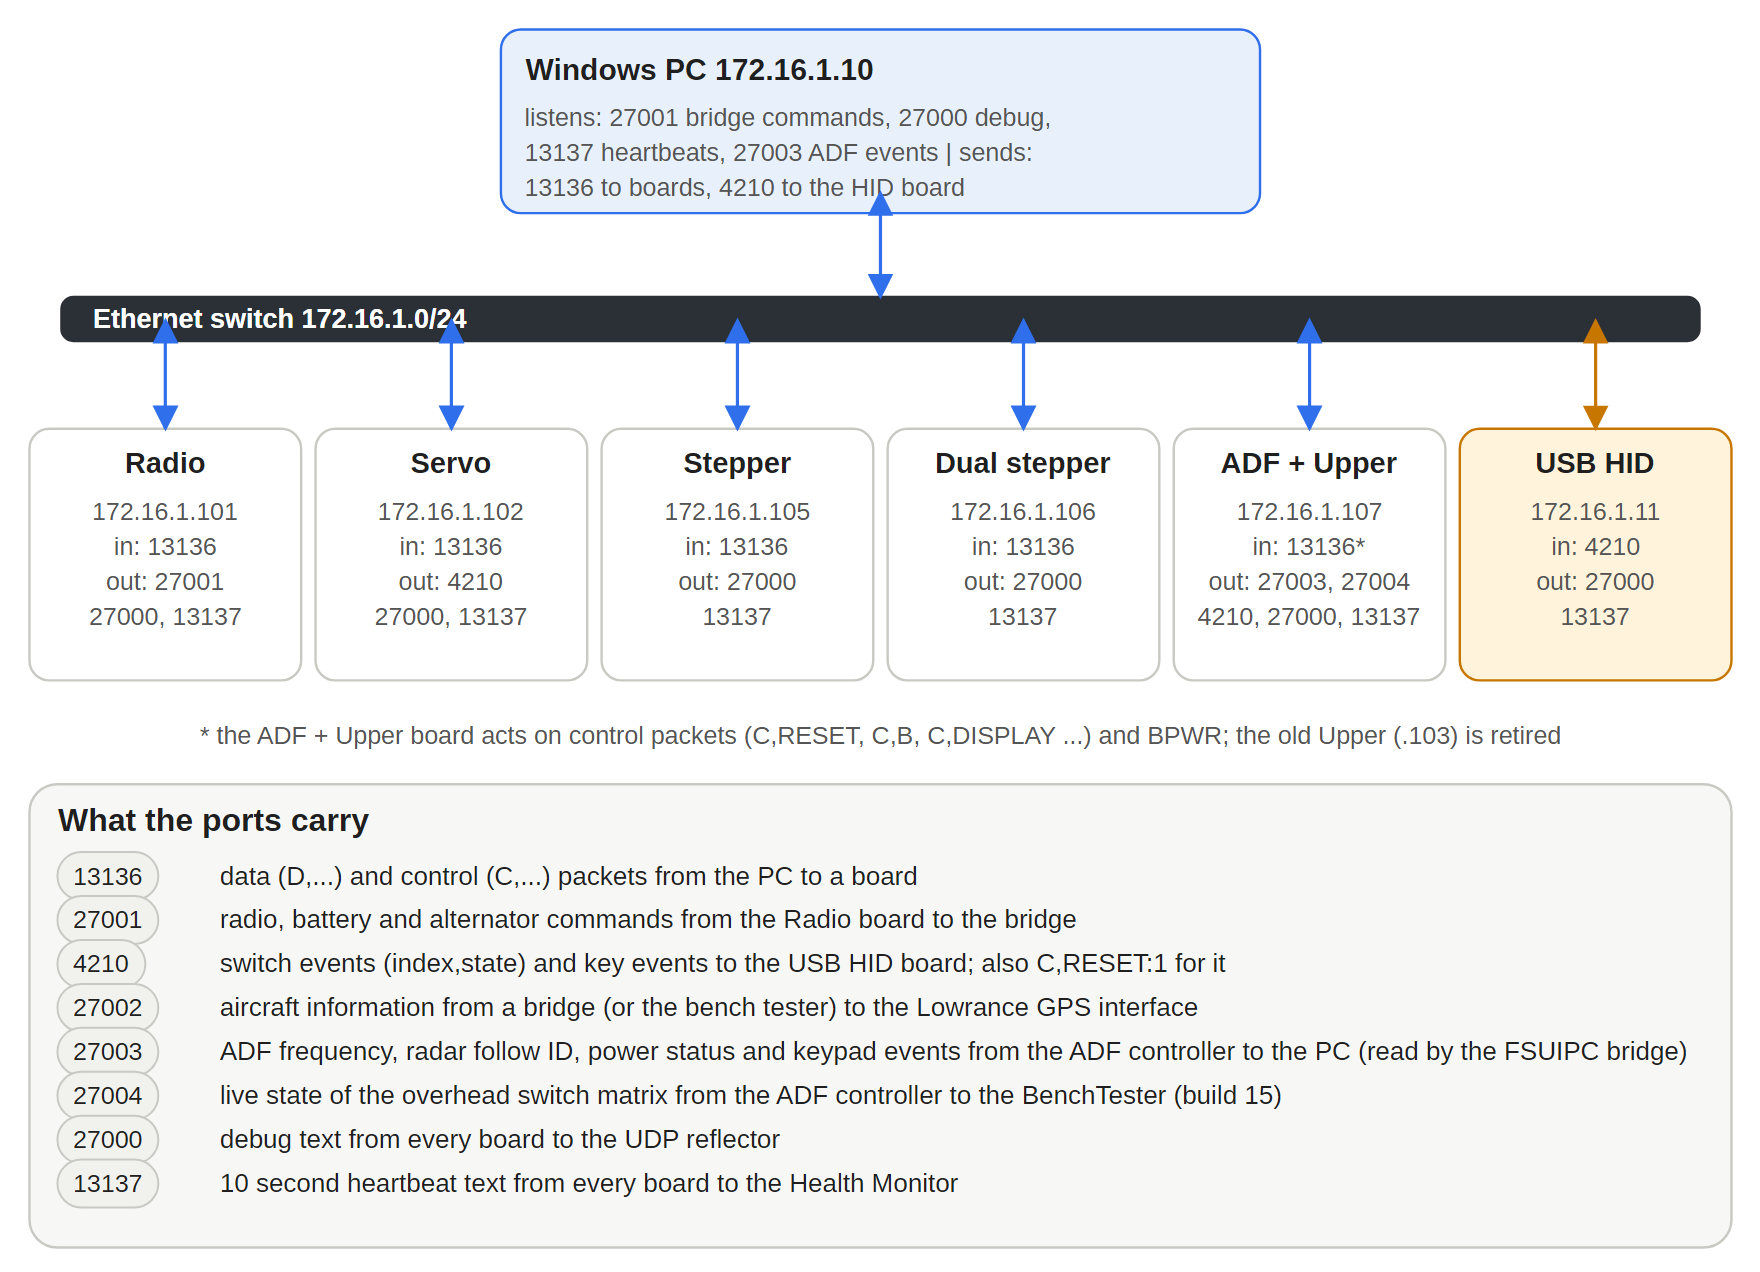 Windows PC 172.16.1.10
listens: 27001 bridge commands, 27000 debug,
13137 heartbeats, 27003 ADF events | sends:
13136 to boards, 4210 to the HID board
Ethernet switch 172.16.1.0/24
Radio
172.16.1.101
in: 13136
out: 27001
27000, 13137
Servo
172.16.1.102
in: 13136
out: 4210
27000, 13137
Stepper
172.16.1.105
in: 13136
out: 27000
13137
Dual stepper
172.16.1.106
in: 13136
out: 27000
13137
ADF + Upper
172.16.1.107
in: 13136*
out: 27003, 27004
4210, 27000, 13137
USB HID
172.16.1.11
in: 4210
out: 27000
13137
* the ADF + Upper board acts on control packets (C,RESET, C,B, C,DISPLAY ...) and BPWR; the old Upper (.103) is retired
What the ports carry
13136 data (D,...) and control (C,...) packets from the PC to a board
27001 radio, battery and alternator commands from the Radio board to the bridge
4210 switch events (index,state) and key events to the USB HID board; also C,RESET:1 for it
27002 aircraft information from a bridge (or the bench tester) to the Lowrance GPS interface
27003 ADF frequency, radar follow ID, power status and keypad events from the ADF controller to the PC (read by the FSUIPC bridge)
27004 live state of the overhead switch matrix from the ADF controller to the BenchTester (build 15)
27000 debug text from every board to the UDP reflector
13137 10 second heartbeat text from every board to the Health Monitor